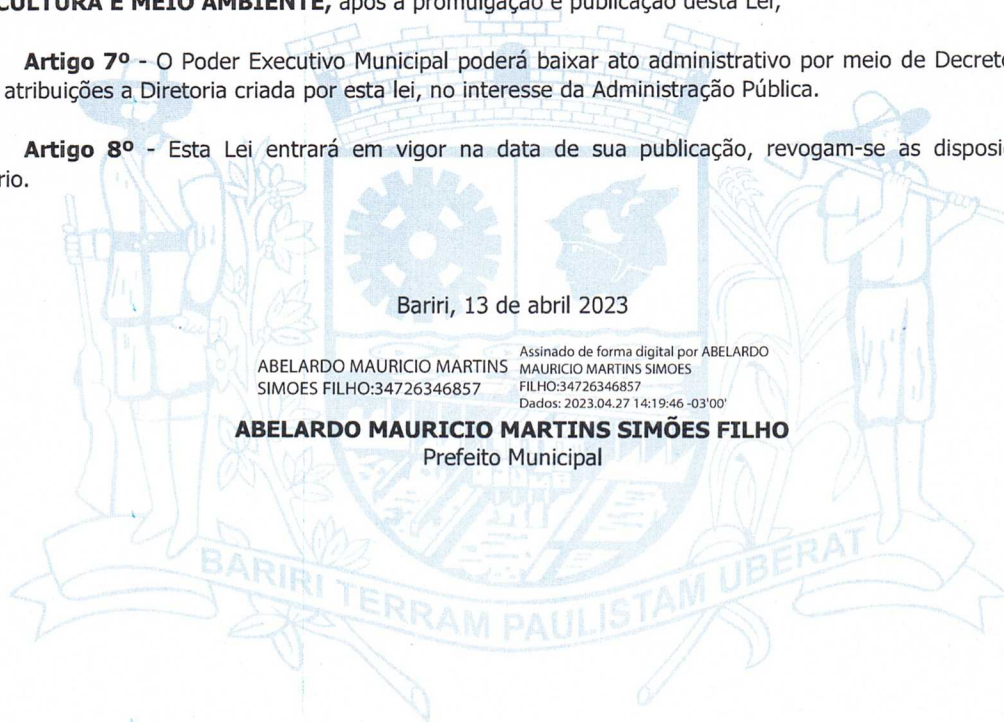 CULTURA E MEIO AMBIENTE, após a promulgação e publicação desta Lei,
Artigo 7º - O Poder Executivo Municipal poderá baixar ato administrativo por meio de Decreto
atribuições a Diretoria criada por esta lei, no interesse da Administração Pública.
Artigo 8º - Esta Lei entrará em vigor na data de sua publicação, revogam-se as disposi
rio.
Bariri, 13 de abril 2023
ABELARDO MAURICIO MARTINS
SIMOES FILHO:34726346857
Assinado de forma digital por ABELARDO
MAURICIO MARTINS SIMOES
FILHO:34726346857
Dados: 2023.04.27 14:19:46 -03'00'
ABELARDO MAURICIO MARTINS SIMÕES FILHO
Prefeito Municipal
BARIRI TERRAM PAULISTAM UBERAT